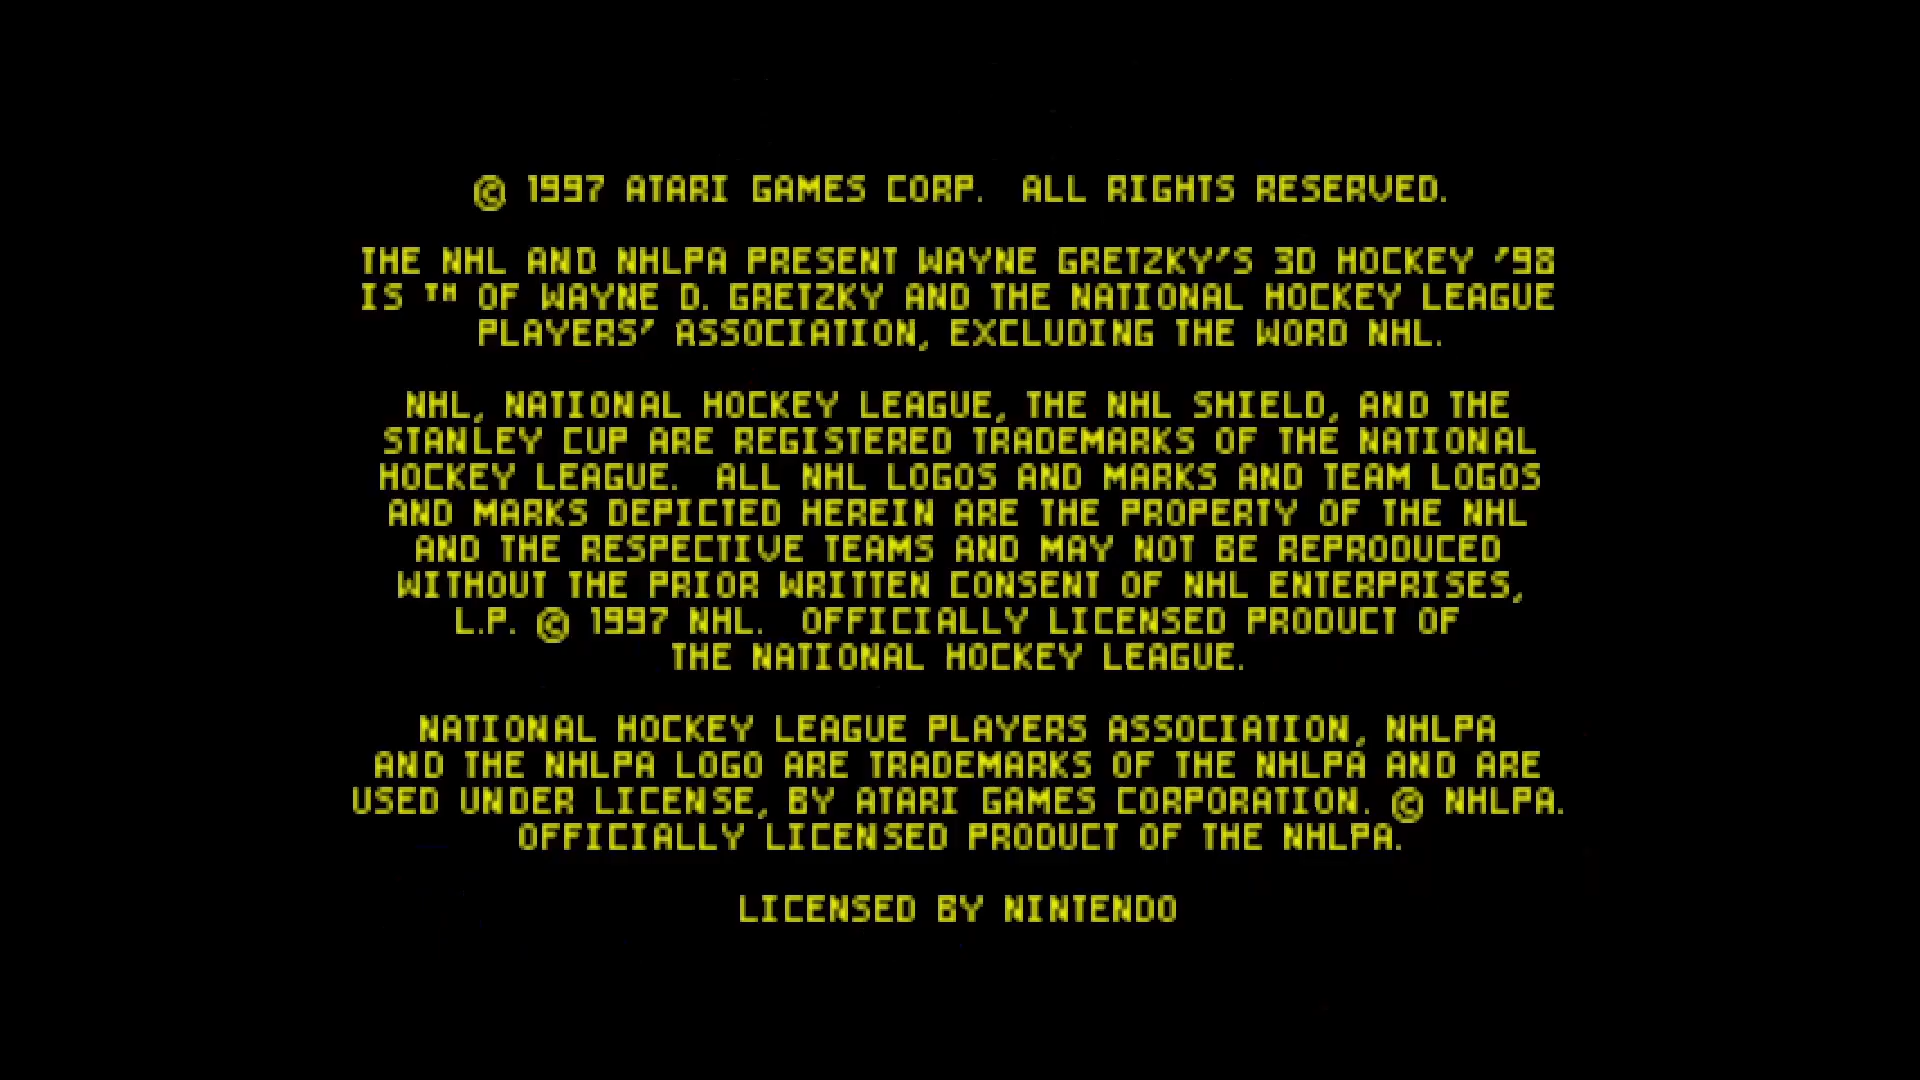 © 1997 ATARI GAMES CORP.  ALL RIGHTS RESERVED.
THE NHL AND NHLPA PRESENT WAYNE GRETZKY'S 3D HOCKEY '98
IS ™ OF WAYNE D. GRETZKY AND THE NATIONAL HOCKEY LEAGUE
PLAYERS' ASSOCIATION, EXCLUDING THE WORD NHL.
NHL, NATIONAL HOCKEY LEAGUE, THE NHL SHIELD, AND THE
STANLEY CUP ARE REGISTERED TRADEMARKS OF THE NATIONAL
HOCKEY LEAGUE.  ALL NHL LOGOS AND MARKS AND TEAM LOGOS
AND MARKS DEPICTED HEREIN ARE THE PROPERTY OF THE NHL
AND THE RESPECTIVE TEAMS AND MAY NOT BE REPRODUCED
WITHOUT THE PRIOR WRITTEN CONSENT OF NHL ENTERPRISES,
L.P. © 1997 NHL.  OFFICIALLY LICENSED PRODUCT OF
THE NATIONAL HOCKEY LEAGUE.
NATIONAL HOCKEY LEAGUE PLAYERS ASSOCIATION, NHLPA
AND THE NHLPA LOGO ARE TRADEMARKS OF THE NHLPA AND ARE
USED UNDER LICENSE, BY ATARI GAMES CORPORATION. © NHLPA.
OFFICIALLY LICENSED PRODUCT OF THE NHLPA.
LICENSED BY NINTENDO